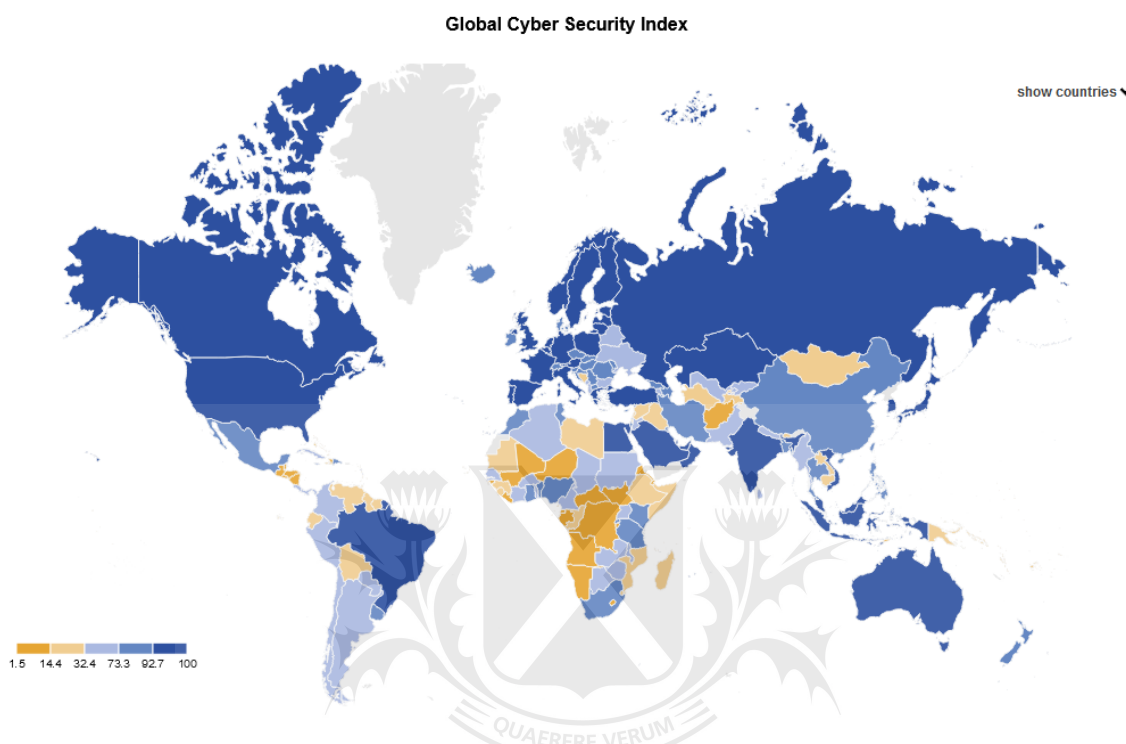 Global Cyber Security Index
show countries
1.5 14.4 32.4 73.3 92.7 100
QUAERERE VERUM